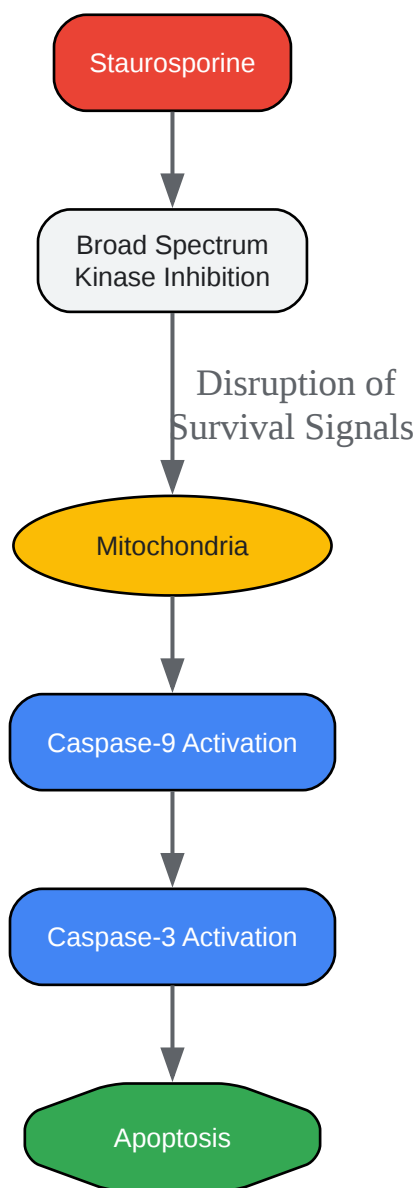 Staurosporine
Broad Spectrum
Kinase Inhibition
Disruption of
Survival Signals
Mitochondria
Caspase-9 Activation
Caspase-3 Activation
Apoptosis